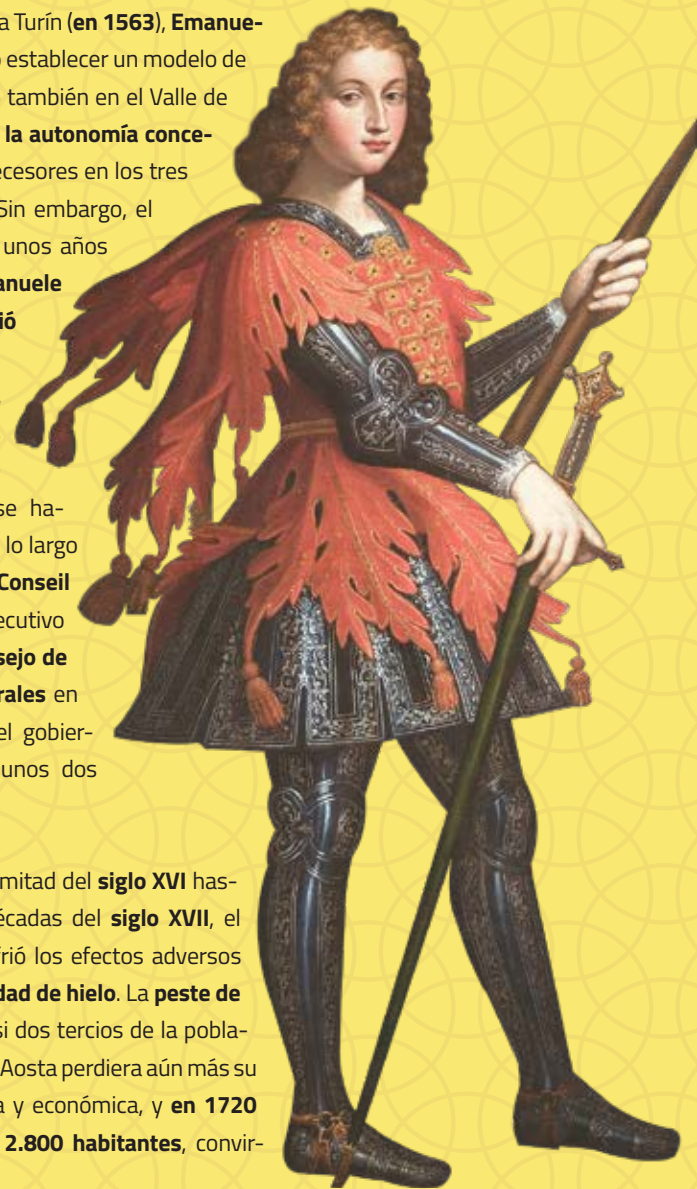 a Turín (en 1563), Emanue-
establecer un modelo de
también en el Valle de
la autonomía conce-
ecesores en los tres
Sin embargo, el
unos años
anuele
ió
se ha-
lo largo
Conseil
ecutivo
sejo de
rales en
el gobier-
unos dos
mitad del siglo XVI has-
écadas del siglo XVII, el
frió los efectos adversos
dad de hielo. La peste de
si dos tercios de la pobla-
Aosta perdiera aún más su
a y económica, y en 1720
2.800 habitantes, convir-